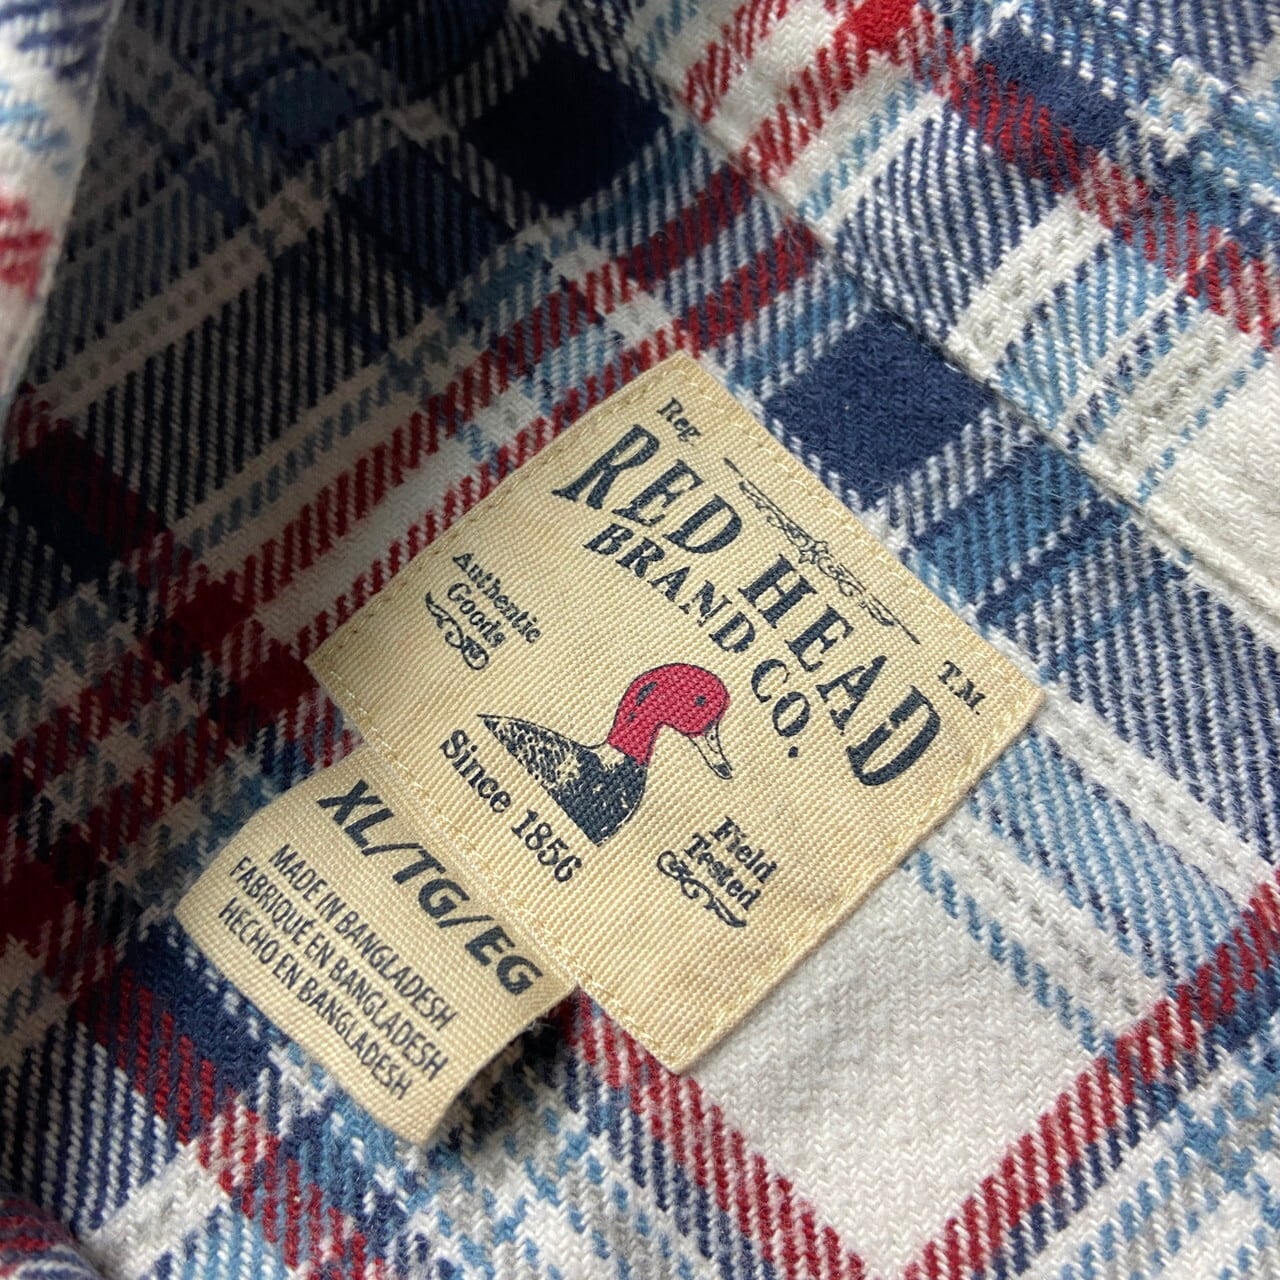 Reg
T.M.
RED HEAD
BRAND CO.
Authentic
Goods
Since 1856
Field
Tested
XL/TG/EG
MADE IN BANGLADESH
FABRIQUÉ EN BANGLADESH
HECHO EN BANGLADESH